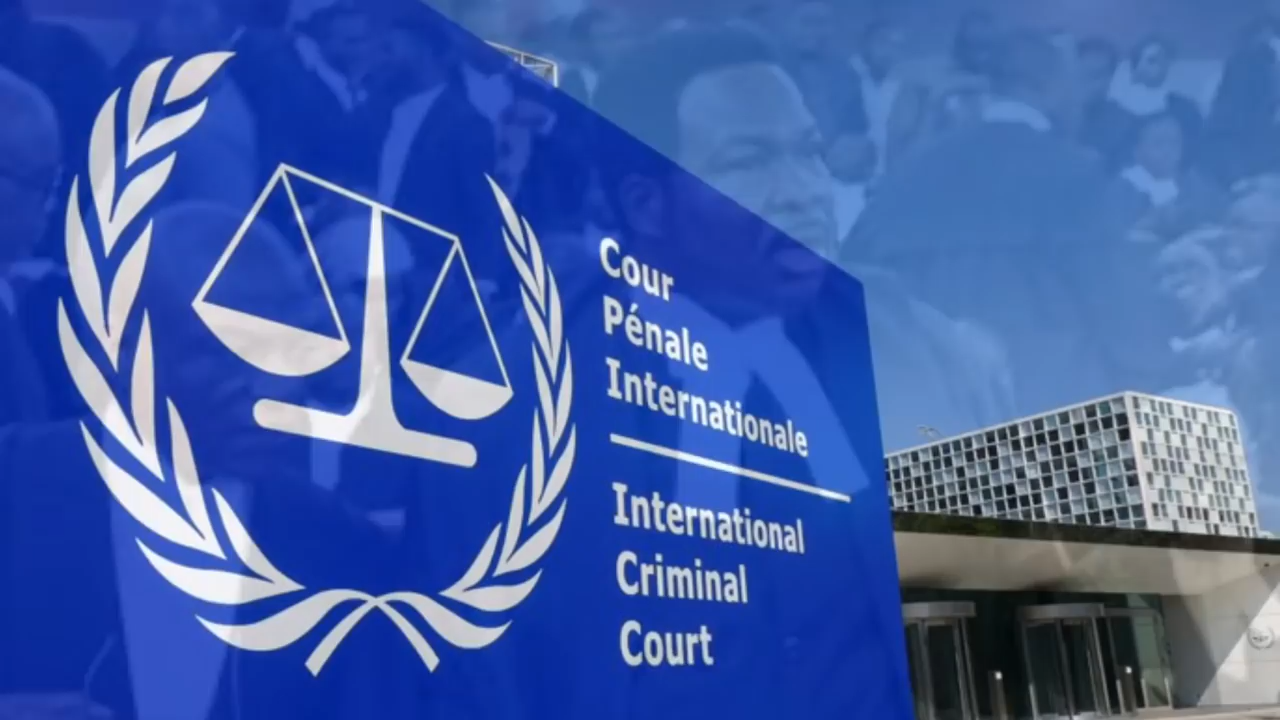 Cour
Pénale
Internationale
International
Criminal
Court